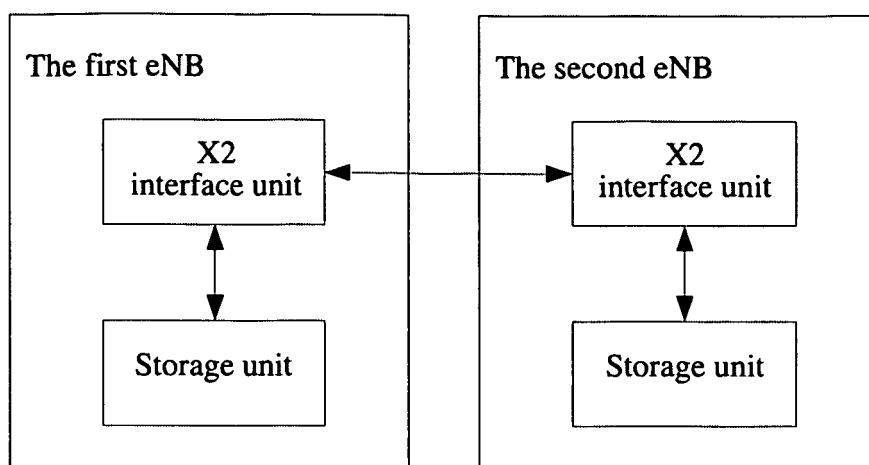 The first eNB
X2
interface unit
Storage unit
The second eNB
X2
interface unit
Storage unit